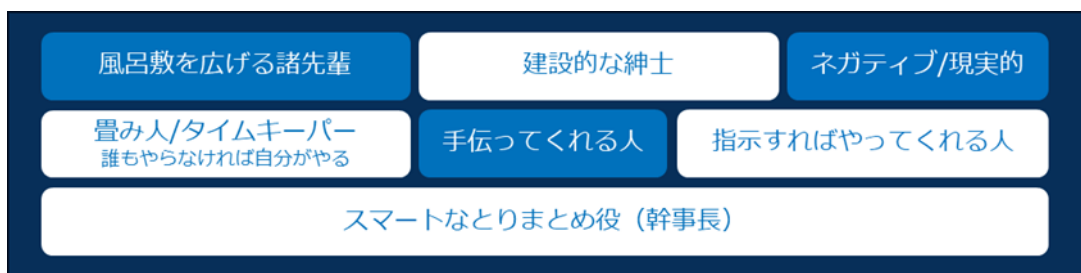 風呂敷を広げる諸先輩
建設的な紳士
ネガティブ/現実的
畳み人/タイムキーパー
誰もやらなければ自分がやる
手伝ってくれる人
指示すればやってくれる人
スマートなとりまとめ役（幹事長）